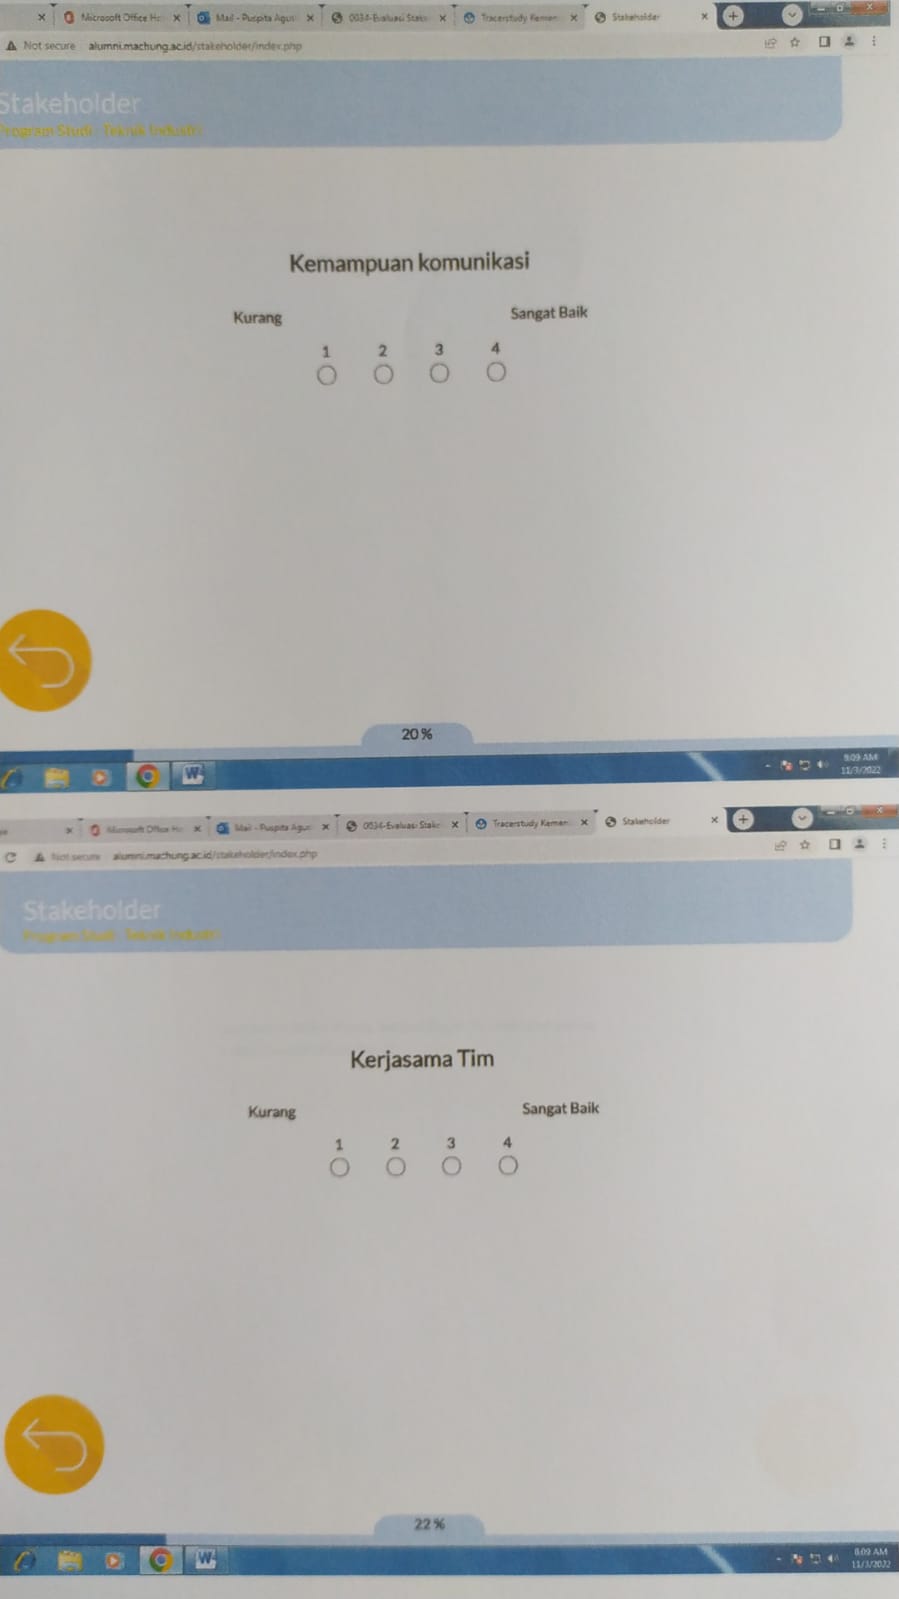 Microsoft Office Ho
Mail - Puspita Agus
0034-Evaluasi Stake
Tracerstudy Kemen
Stakeholder
Not secure alumni.machung.ac.id/stakeholder/index.php
Stakeholder
Program Studi : Teknik Industri
Kemampuan komunikasi
Kurang
Sangat Baik
1 2 3 4
20 %
8:09 AM
11/3/2022
Microsoft Office Ho
Mail - Puspita Agus
0034-Evaluasi Stake
Tracerstudy Kemen
Stakeholder
Not secure alumni.machung.ac.id/stakeholder/index.php
Stakeholder
Program Studi : Teknik Industri
Kerjasama Tim
Kurang
Sangat Baik
1 2 3 4
22 %
8:09 AM
11/3/2022